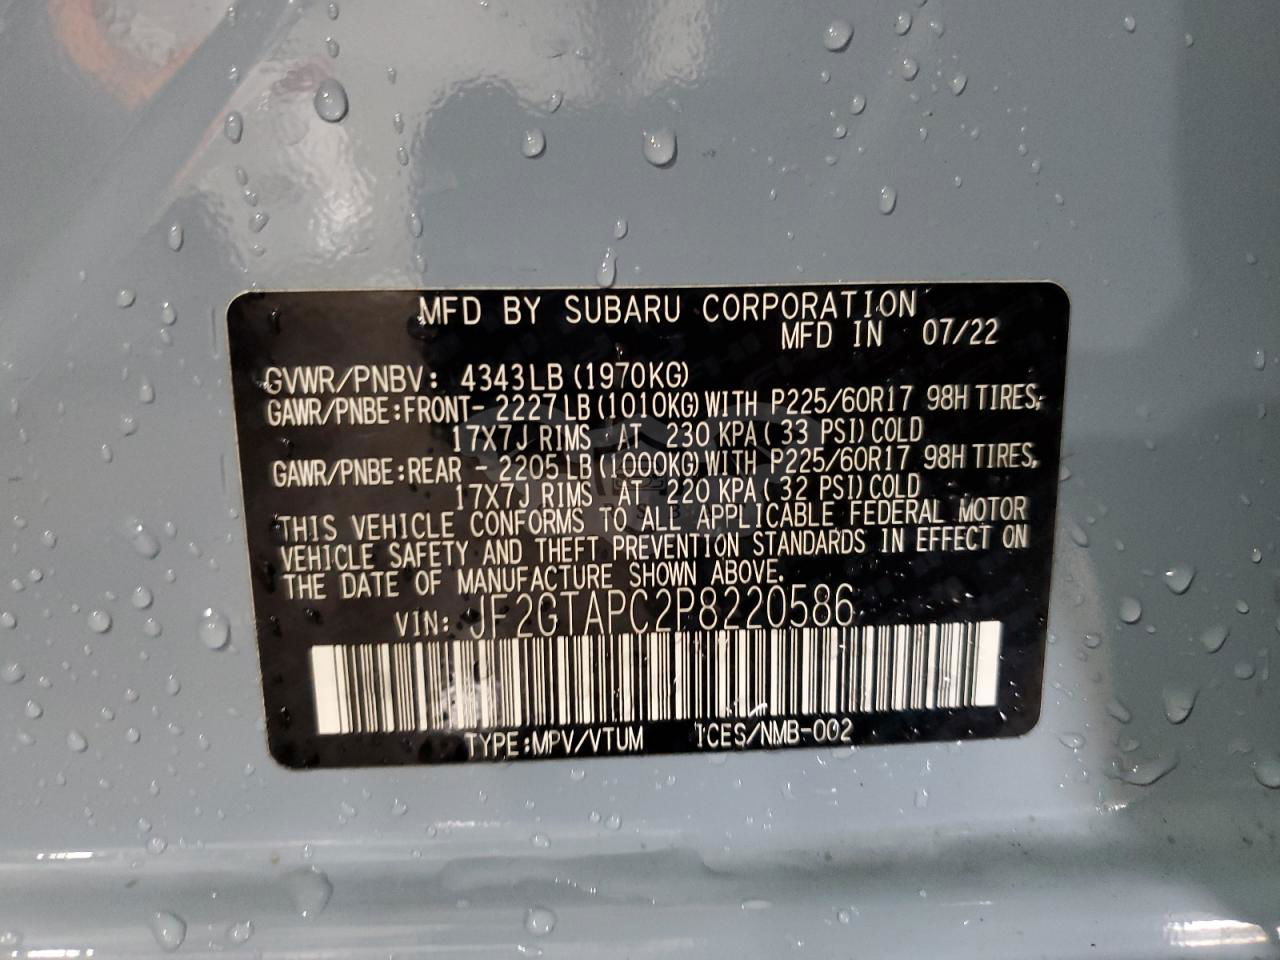 MFD BY SUBARU CORPORATION
MFD IN 07/22
GVWR/PNBV: 4343LB(1970KG)
GAWR/PNBE:FRONT- 2227LB(1010KG)WITH P225/60R17 98H TIRES,
17X7J RIMS AT 230 KPA( 33 PSI)COLD
GAWR/PNBE:REAR - 2205LB(1000KG)WITH P225/60R17 98H TIRES,
17X7J RIMS AT 220 KPA( 32 PSI)COLD
THIS VEHICLE CONFORMS TO ALL APPLICABLE FEDERAL MOTOR
VEHICLE SAFETY AND THEFT PREVENTION STANDARDS IN EFFECT ON
THE DATE OF MANUFACTURE SHOWN ABOVE.
VIN: JF2GTAPC2P8220586
TYPE:MPV/VTUM ICES/NMB-002